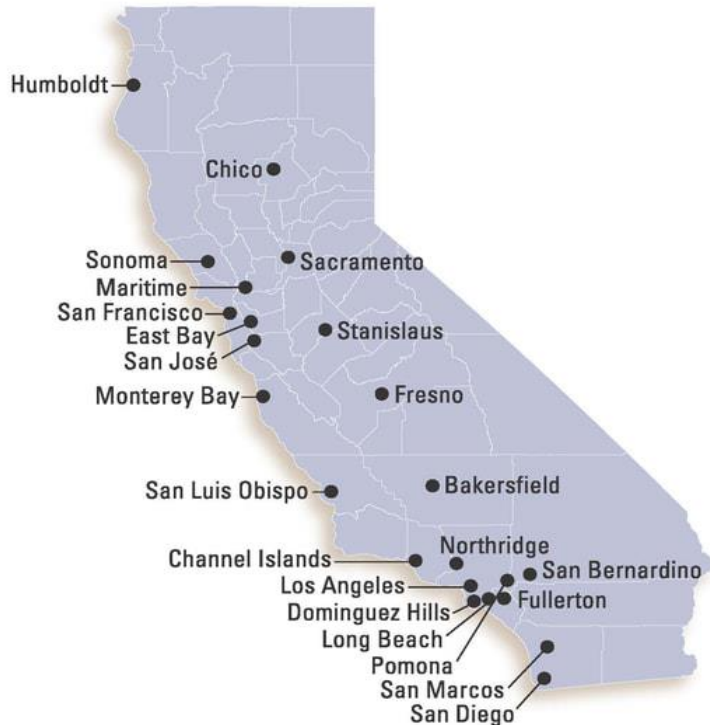 Humboldt
Chico
Sonoma
Sacramento
Maritime
San Francisco
East Bay
Stanislaus
San José
Monterey Bay
Fresno
San Luis Obispo
Bakersfield
Northridge
Channel Islands
San Bernardino
Los Angeles
Fullerton
Dominguez Hills
Long Beach
Pomona
San Marcos
San Diego